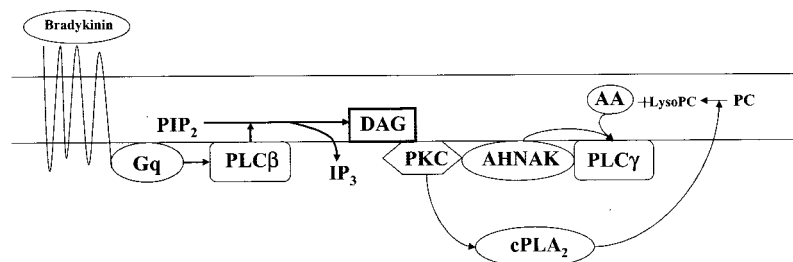 Bradykinin
AA +LysoPC PC
PIP₂ DAG
Gq PLCβ IP₃ PKC AHNAK PLCγ
cPLA₂